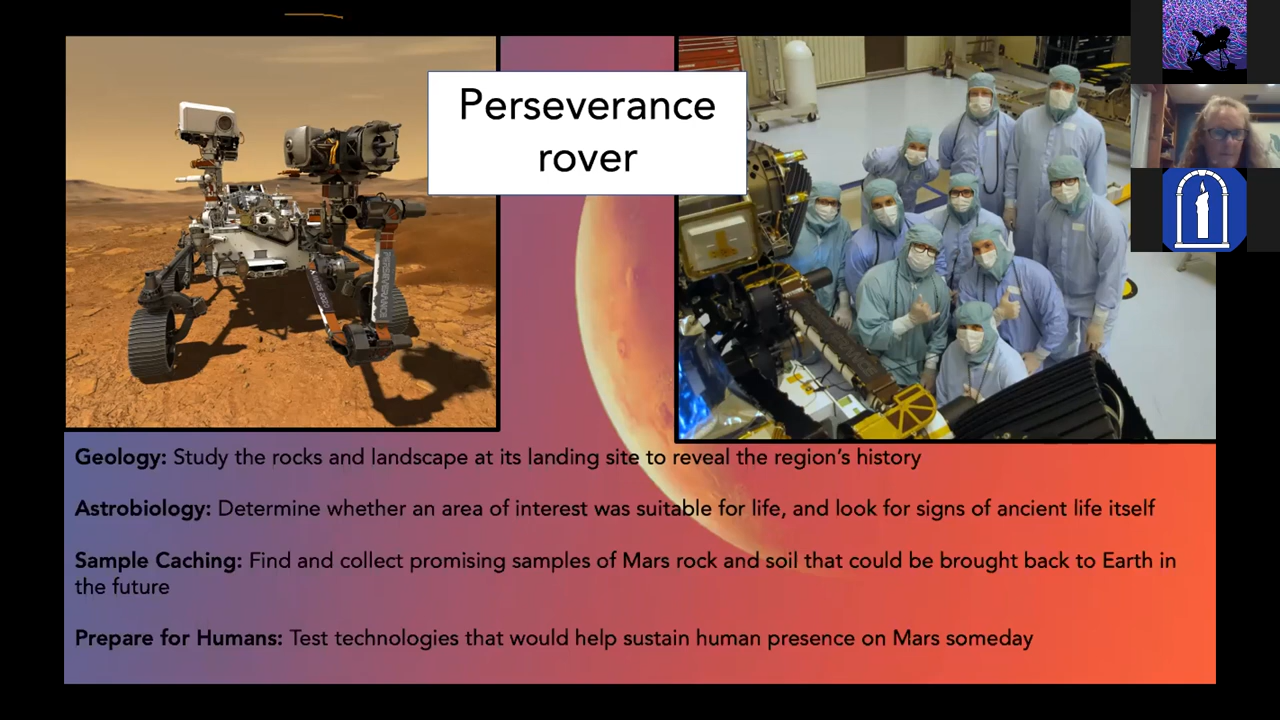 Perseverance
rover
PERSEVERANCE
PERSEVERANCE
Geology: Study the rocks and landscape at its landing site to reveal the region's history
Astrobiology: Determine whether an area of interest was suitable for life, and look for signs of ancient life itself
Sample Caching: Find and collect promising samples of Mars rock and soil that could be brought back to Earth in
the future
Prepare for Humans: Test technologies that would help sustain human presence on Mars someday